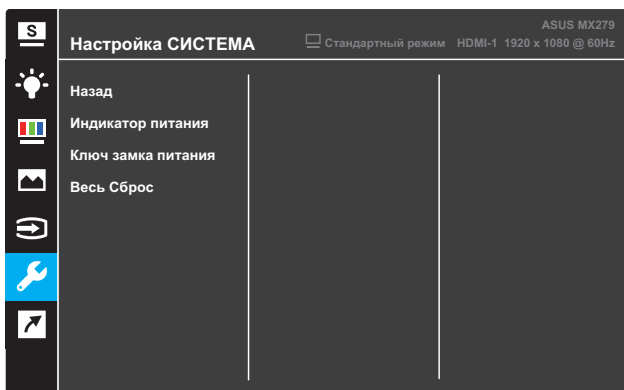 S
ASUS MX279
Настройка СИСТЕМА
Стандартный режим HDMI-1 1920 x 1080 @ 60Hz
Назад
Индикатор питания
Ключ замка питания
Весь Сброс